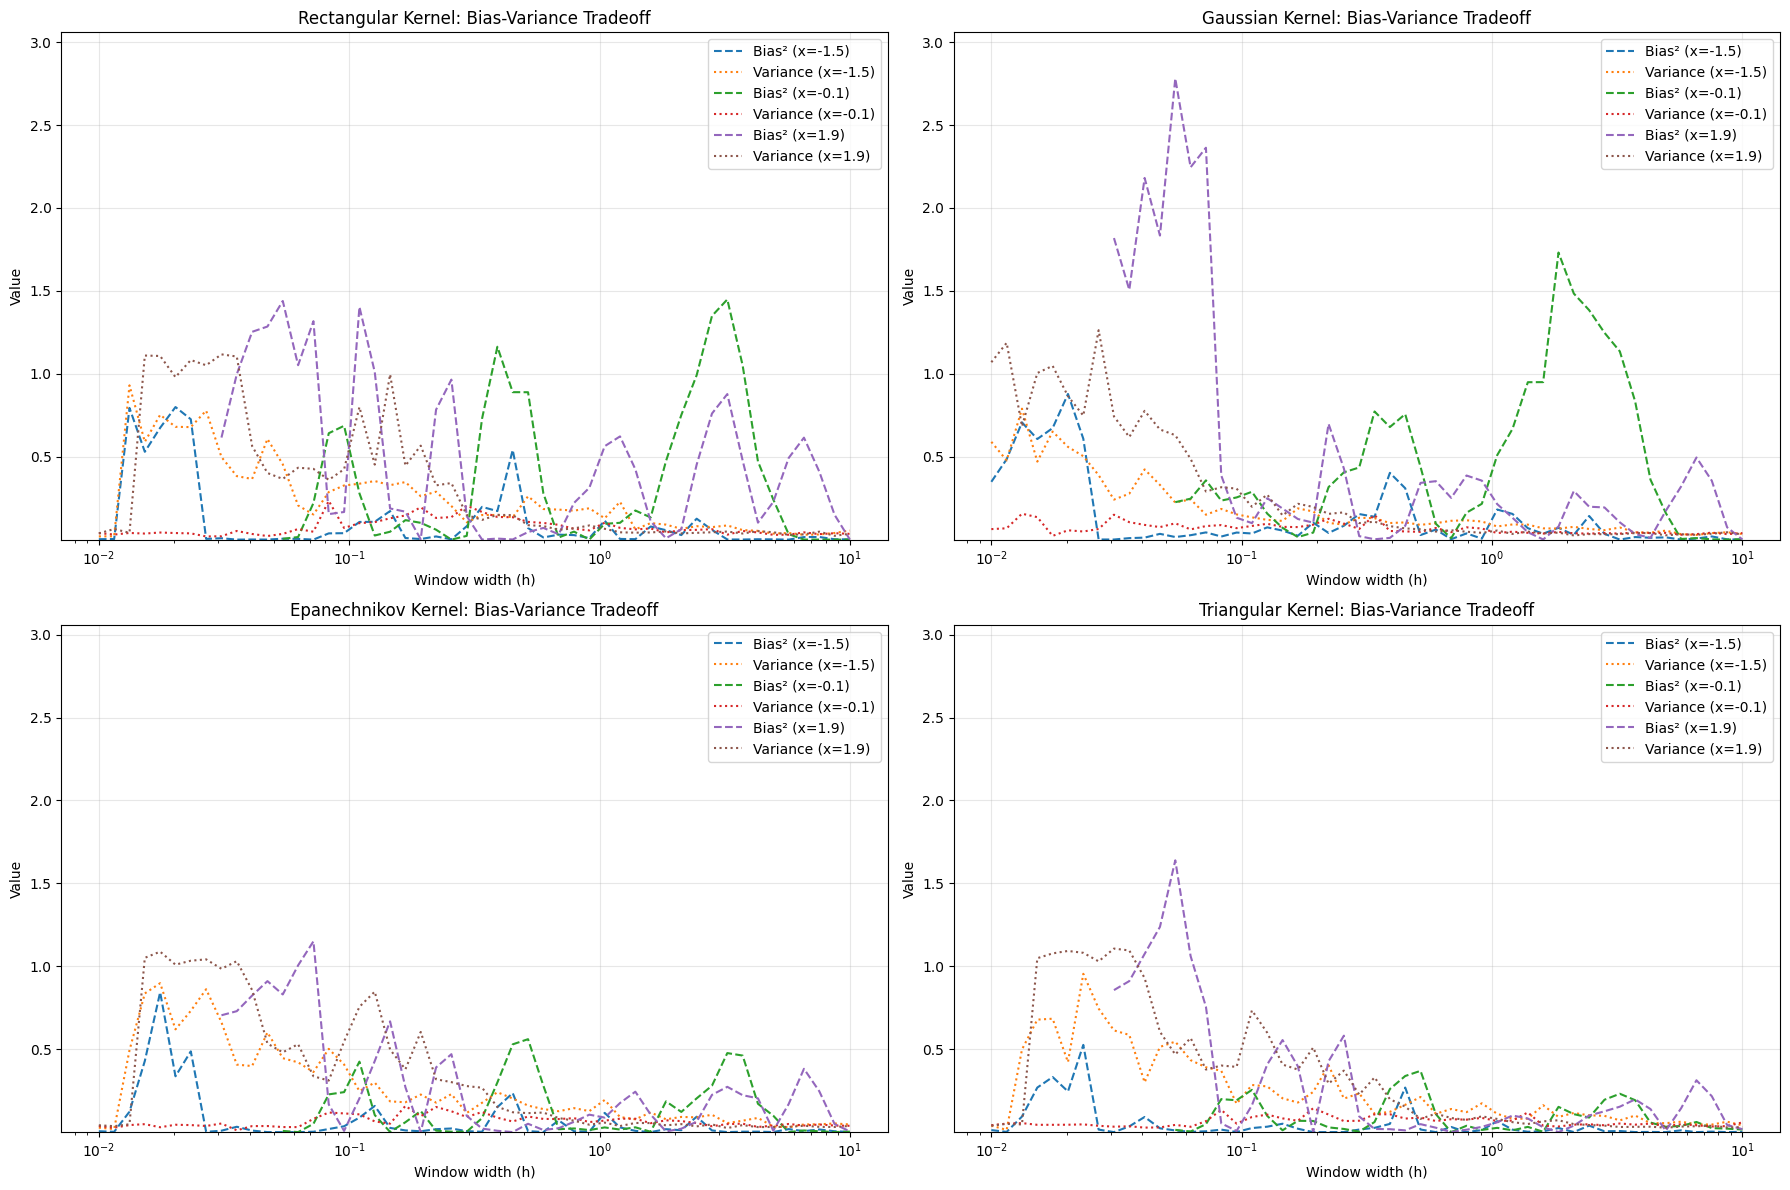 Rectangular Kernel: Bias-Variance Tradeoff
3.0
2.5
2.0
1.5
1.0
0.5
Value
10⁻²
10⁻¹
10⁰
10¹
Window width (h)
Bias² (x=-1.5)
Variance (x=-1.5)
Bias² (x=-0.1)
Variance (x=-0.1)
Bias² (x=1.9)
Variance (x=1.9)
Gaussian Kernel: Bias-Variance Tradeoff
3.0
2.5
2.0
1.5
1.0
0.5
Value
10⁻²
10⁻¹
10⁰
10¹
Window width (h)
Bias² (x=-1.5)
Variance (x=-1.5)
Bias² (x=-0.1)
Variance (x=-0.1)
Bias² (x=1.9)
Variance (x=1.9)
Epanechnikov Kernel: Bias-Variance Tradeoff
3.0
2.5
2.0
1.5
1.0
0.5
Value
10⁻²
10⁻¹
10⁰
10¹
Window width (h)
Bias² (x=-1.5)
Variance (x=-1.5)
Bias² (x=-0.1)
Variance (x=-0.1)
Bias² (x=1.9)
Variance (x=1.9)
Triangular Kernel: Bias-Variance Tradeoff
3.0
2.5
2.0
1.5
1.0
0.5
Value
10⁻²
10⁻¹
10⁰
10¹
Window width (h)
Bias² (x=-1.5)
Variance (x=-1.5)
Bias² (x=-0.1)
Variance (x=-0.1)
Bias² (x=1.9)
Variance (x=1.9)